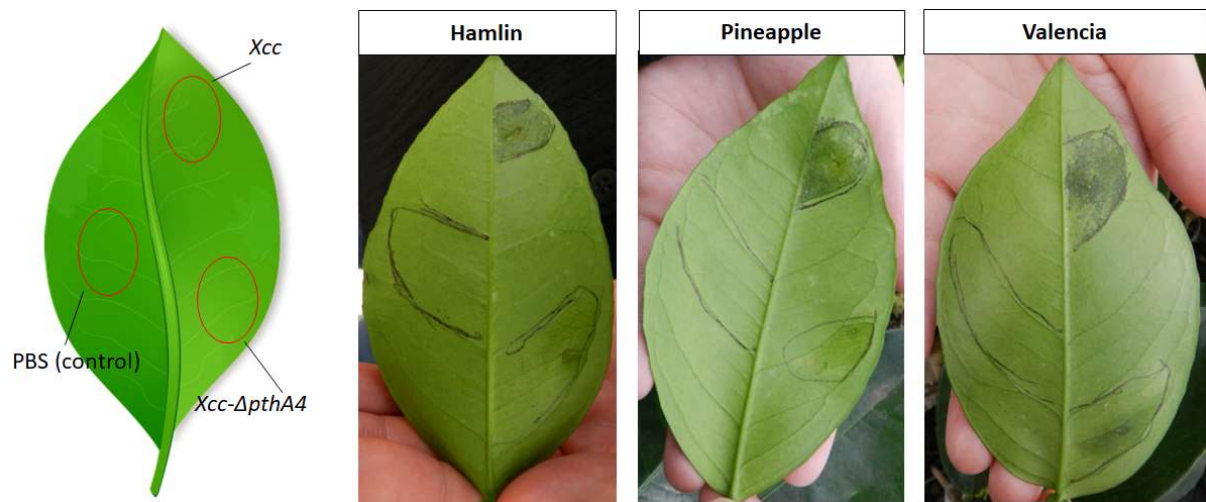 Xcc
PBS (control)
Xcc-ΔpthA4
Hamlin
Pineapple
Valencia